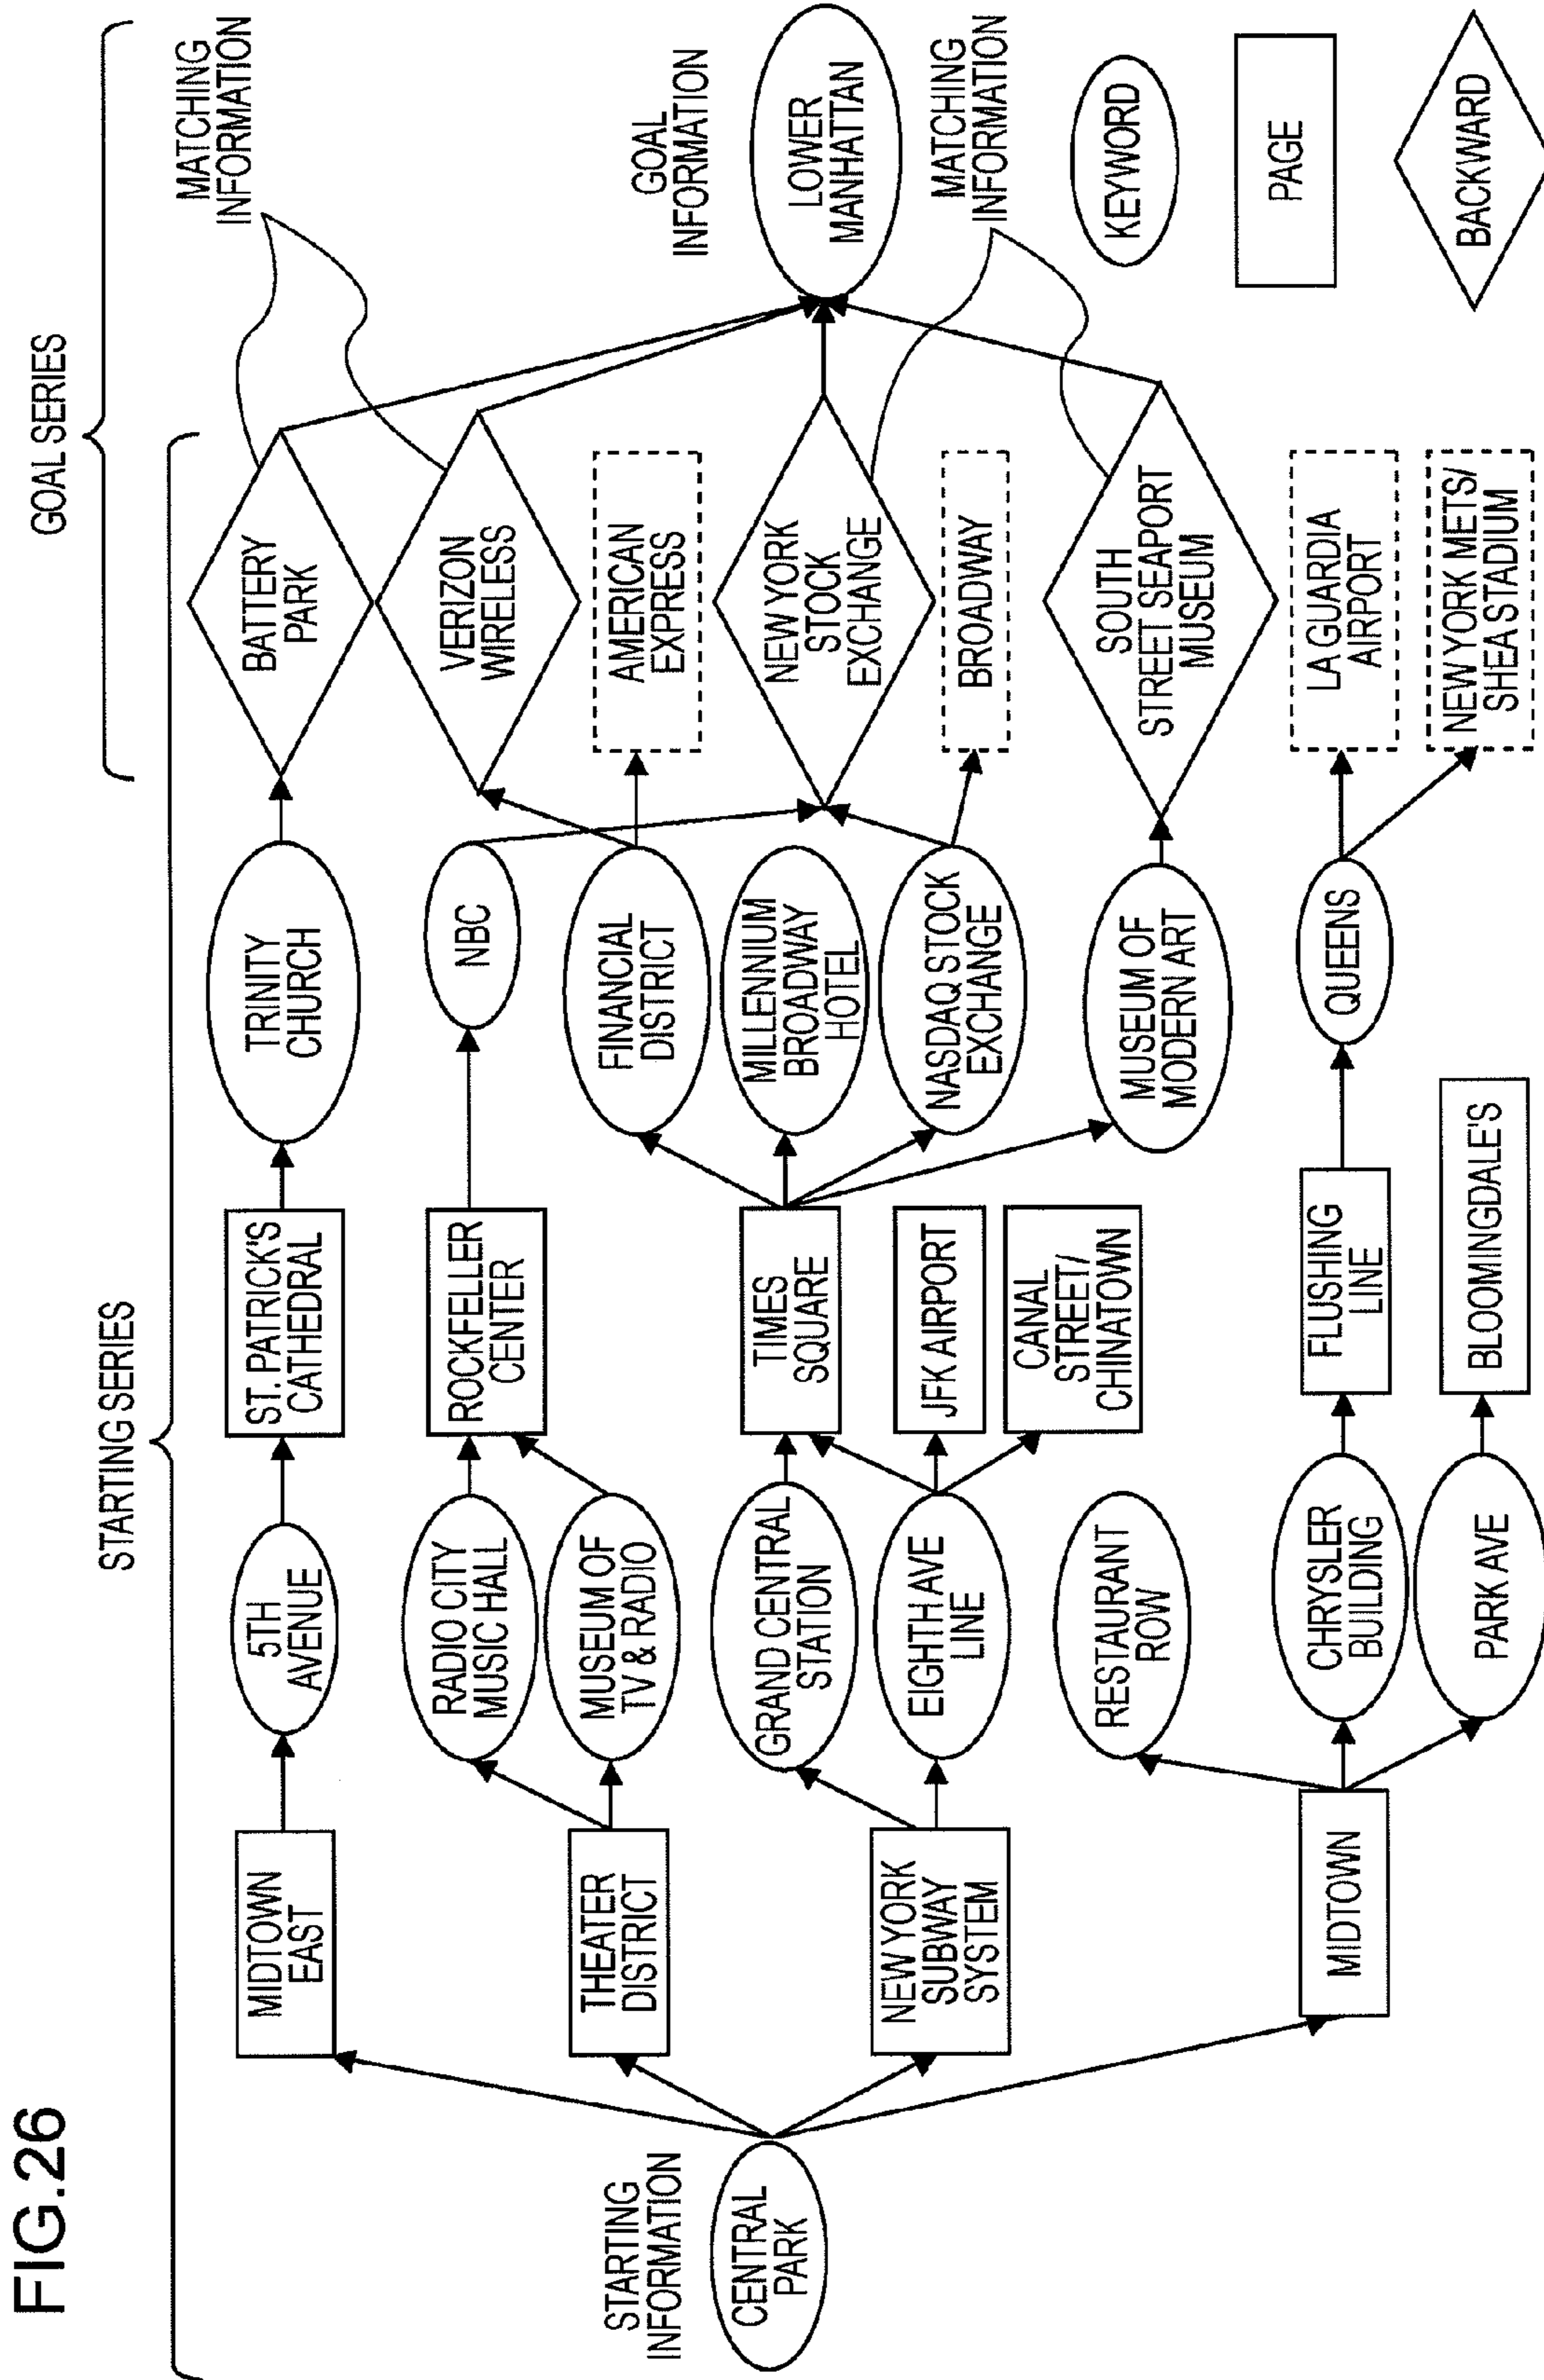 FIG.26
STARTING SERIES
GOAL SERIES
STARTING
INFORMATION
CENTRAL
PARK
MIDTOWN
EAST
THEATER
DISTRICT
NEW YORK
SUBWAY
SYSTEM
MIDTOWN
5TH
AVENUE
RADIO CITY
MUSIC HALL
MUSEUM OF
TV & RADIO
GRAND CENTRAL
STATION
EIGHTH AVE
LINE
RESTAURANT
ROW
CHRYSLER
BUILDING
PARK AVE
ST. PATRICK'S
CATHEDRAL
ROCKFELLER
CENTER
TIMES
SQUARE
JFK AIRPORT
CANAL
STREET/
CHINATOWN
FLUSHING
LINE
BLOOMINGDALE'S
TRINITY
CHURCH
NBC
FINANCIAL
DISTRICT
MILLENNIUM
BROADWAY
HOTEL
NASDAQ STOCK
EXCHANGE
MUSEUM OF
MODERN ART
QUEENS
BATTERY
PARK
VERIZON
WIRELESS
AMERICAN
EXPRESS
NEW YORK
STOCK
EXCHANGE
BROADWAY
SOUTH
STREET SEAPORT
MUSEUM
LA GUARDIA
AIRPORT
NEW YORK METS/
SHEA STADIUM
MATCHING
INFORMATION
GOAL
INFORMATION
LOWER
MANHATTAN
MATCHING
INFORMATION
KEYWORD
PAGE
BACKWARD